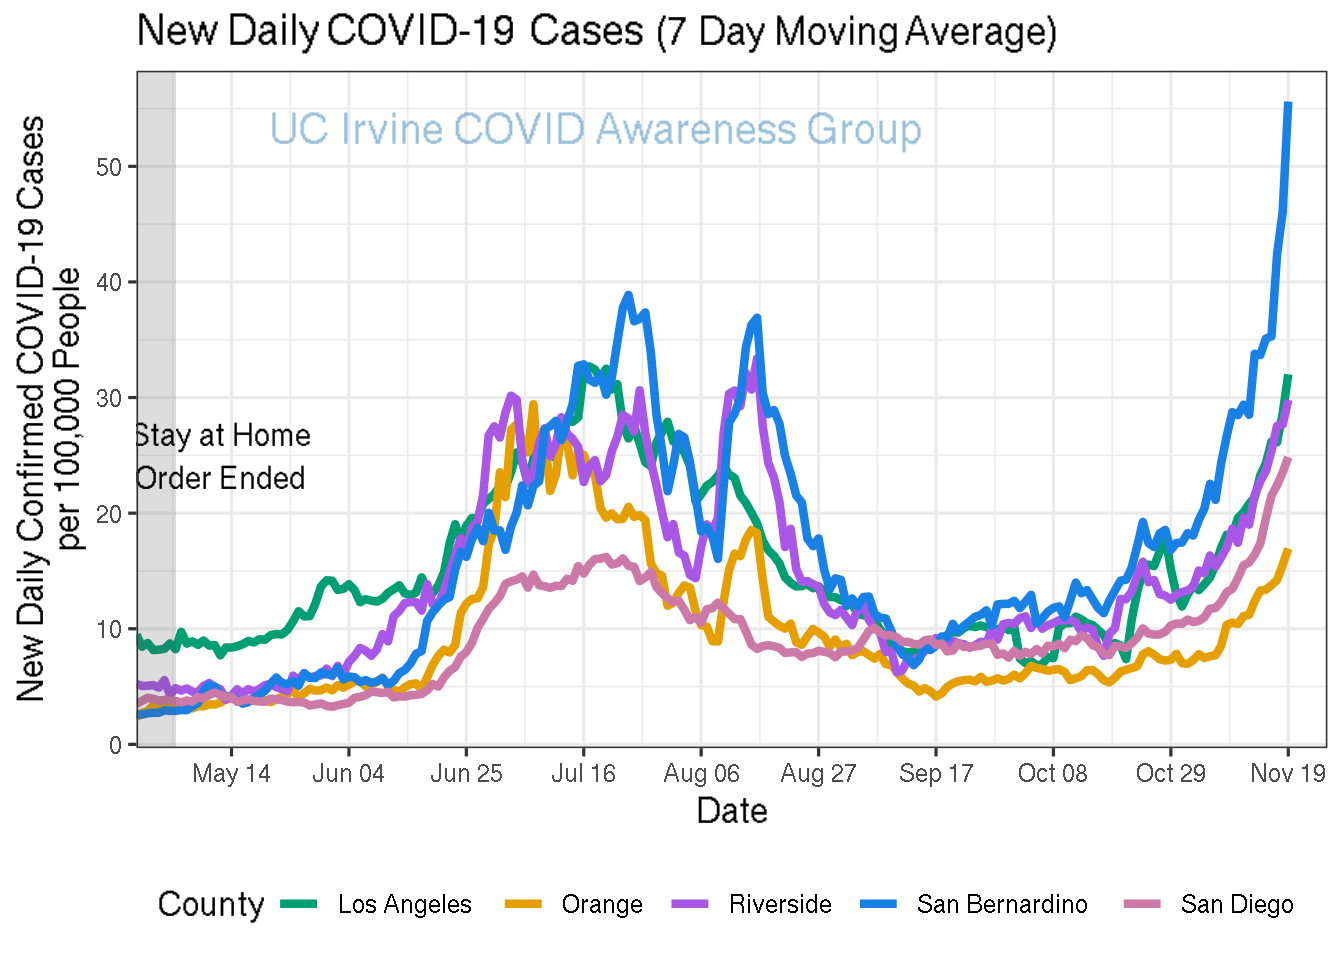 New Daily COVID-19 Cases (7 Day Moving Average)
UC Irvine COVID Awareness Group
New Daily Confirmed COVID-19 Cases
per 100,000 People
50
40
30
20
10
0
Stay at Home
Order Ended
May 14
Jun 04
Jun 25
Jul 16
Aug 06
Aug 27
Sep 17
Oct 08
Oct 29
Nov 19
Date
County
Los Angeles
Orange
Riverside
San Bernardino
San Diego